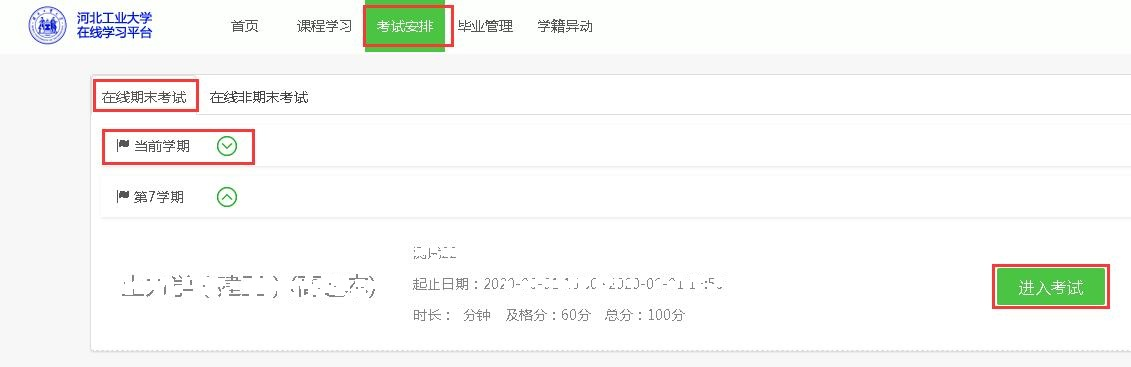 河北工业大学
在线学习平台
首页 课程学习 考试安排 毕业管理 学籍异动
在线期末考试 在线非期末考试
当前学期
第7学期
起止日期：
时长： 分钟 及格分：60分 总分：100分
进入考试